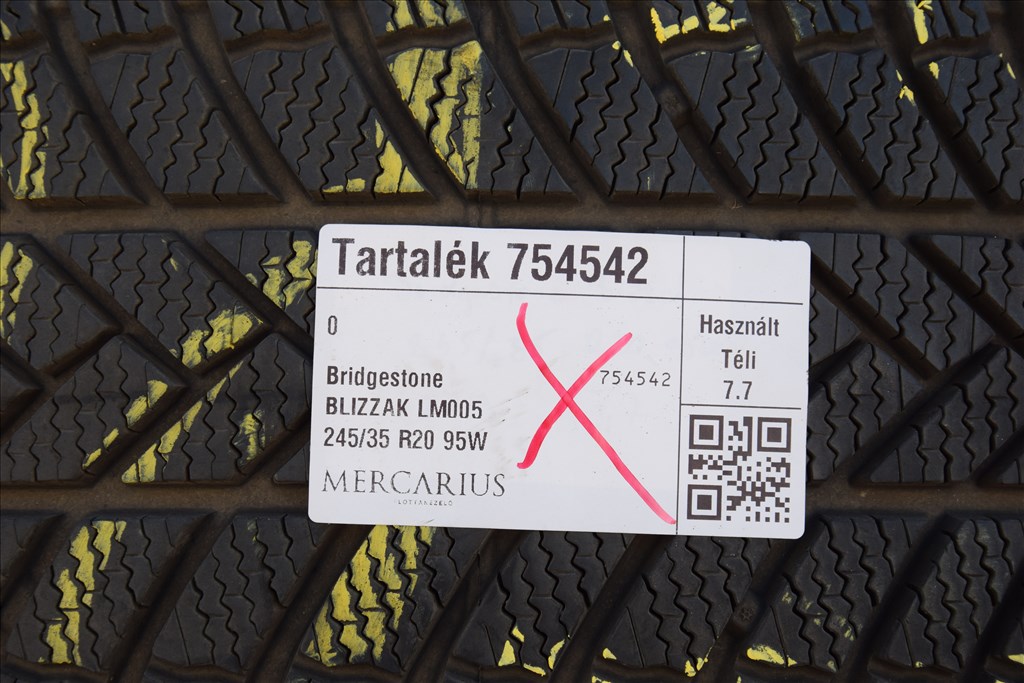 Tartalék 754542
0
Bridgestone
BLIZZAK LM005
245/35 R20 95W
MERCARIUS
754542
Használt
Téli
7.7